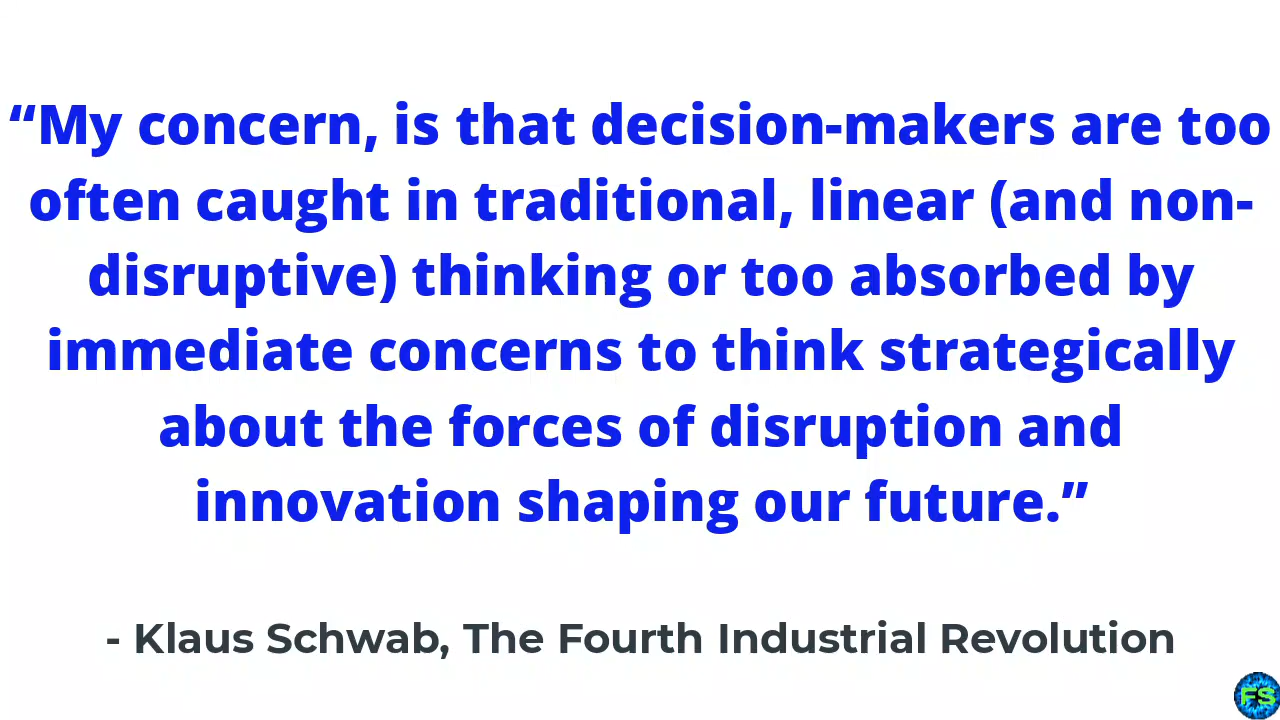 “My concern, is that decision-makers are too
often caught in traditional, linear (and non-
disruptive) thinking or too absorbed by
immediate concerns to think strategically
about the forces of disruption and
innovation shaping our future.”
- Klaus Schwab, The Fourth Industrial Revolution
FS